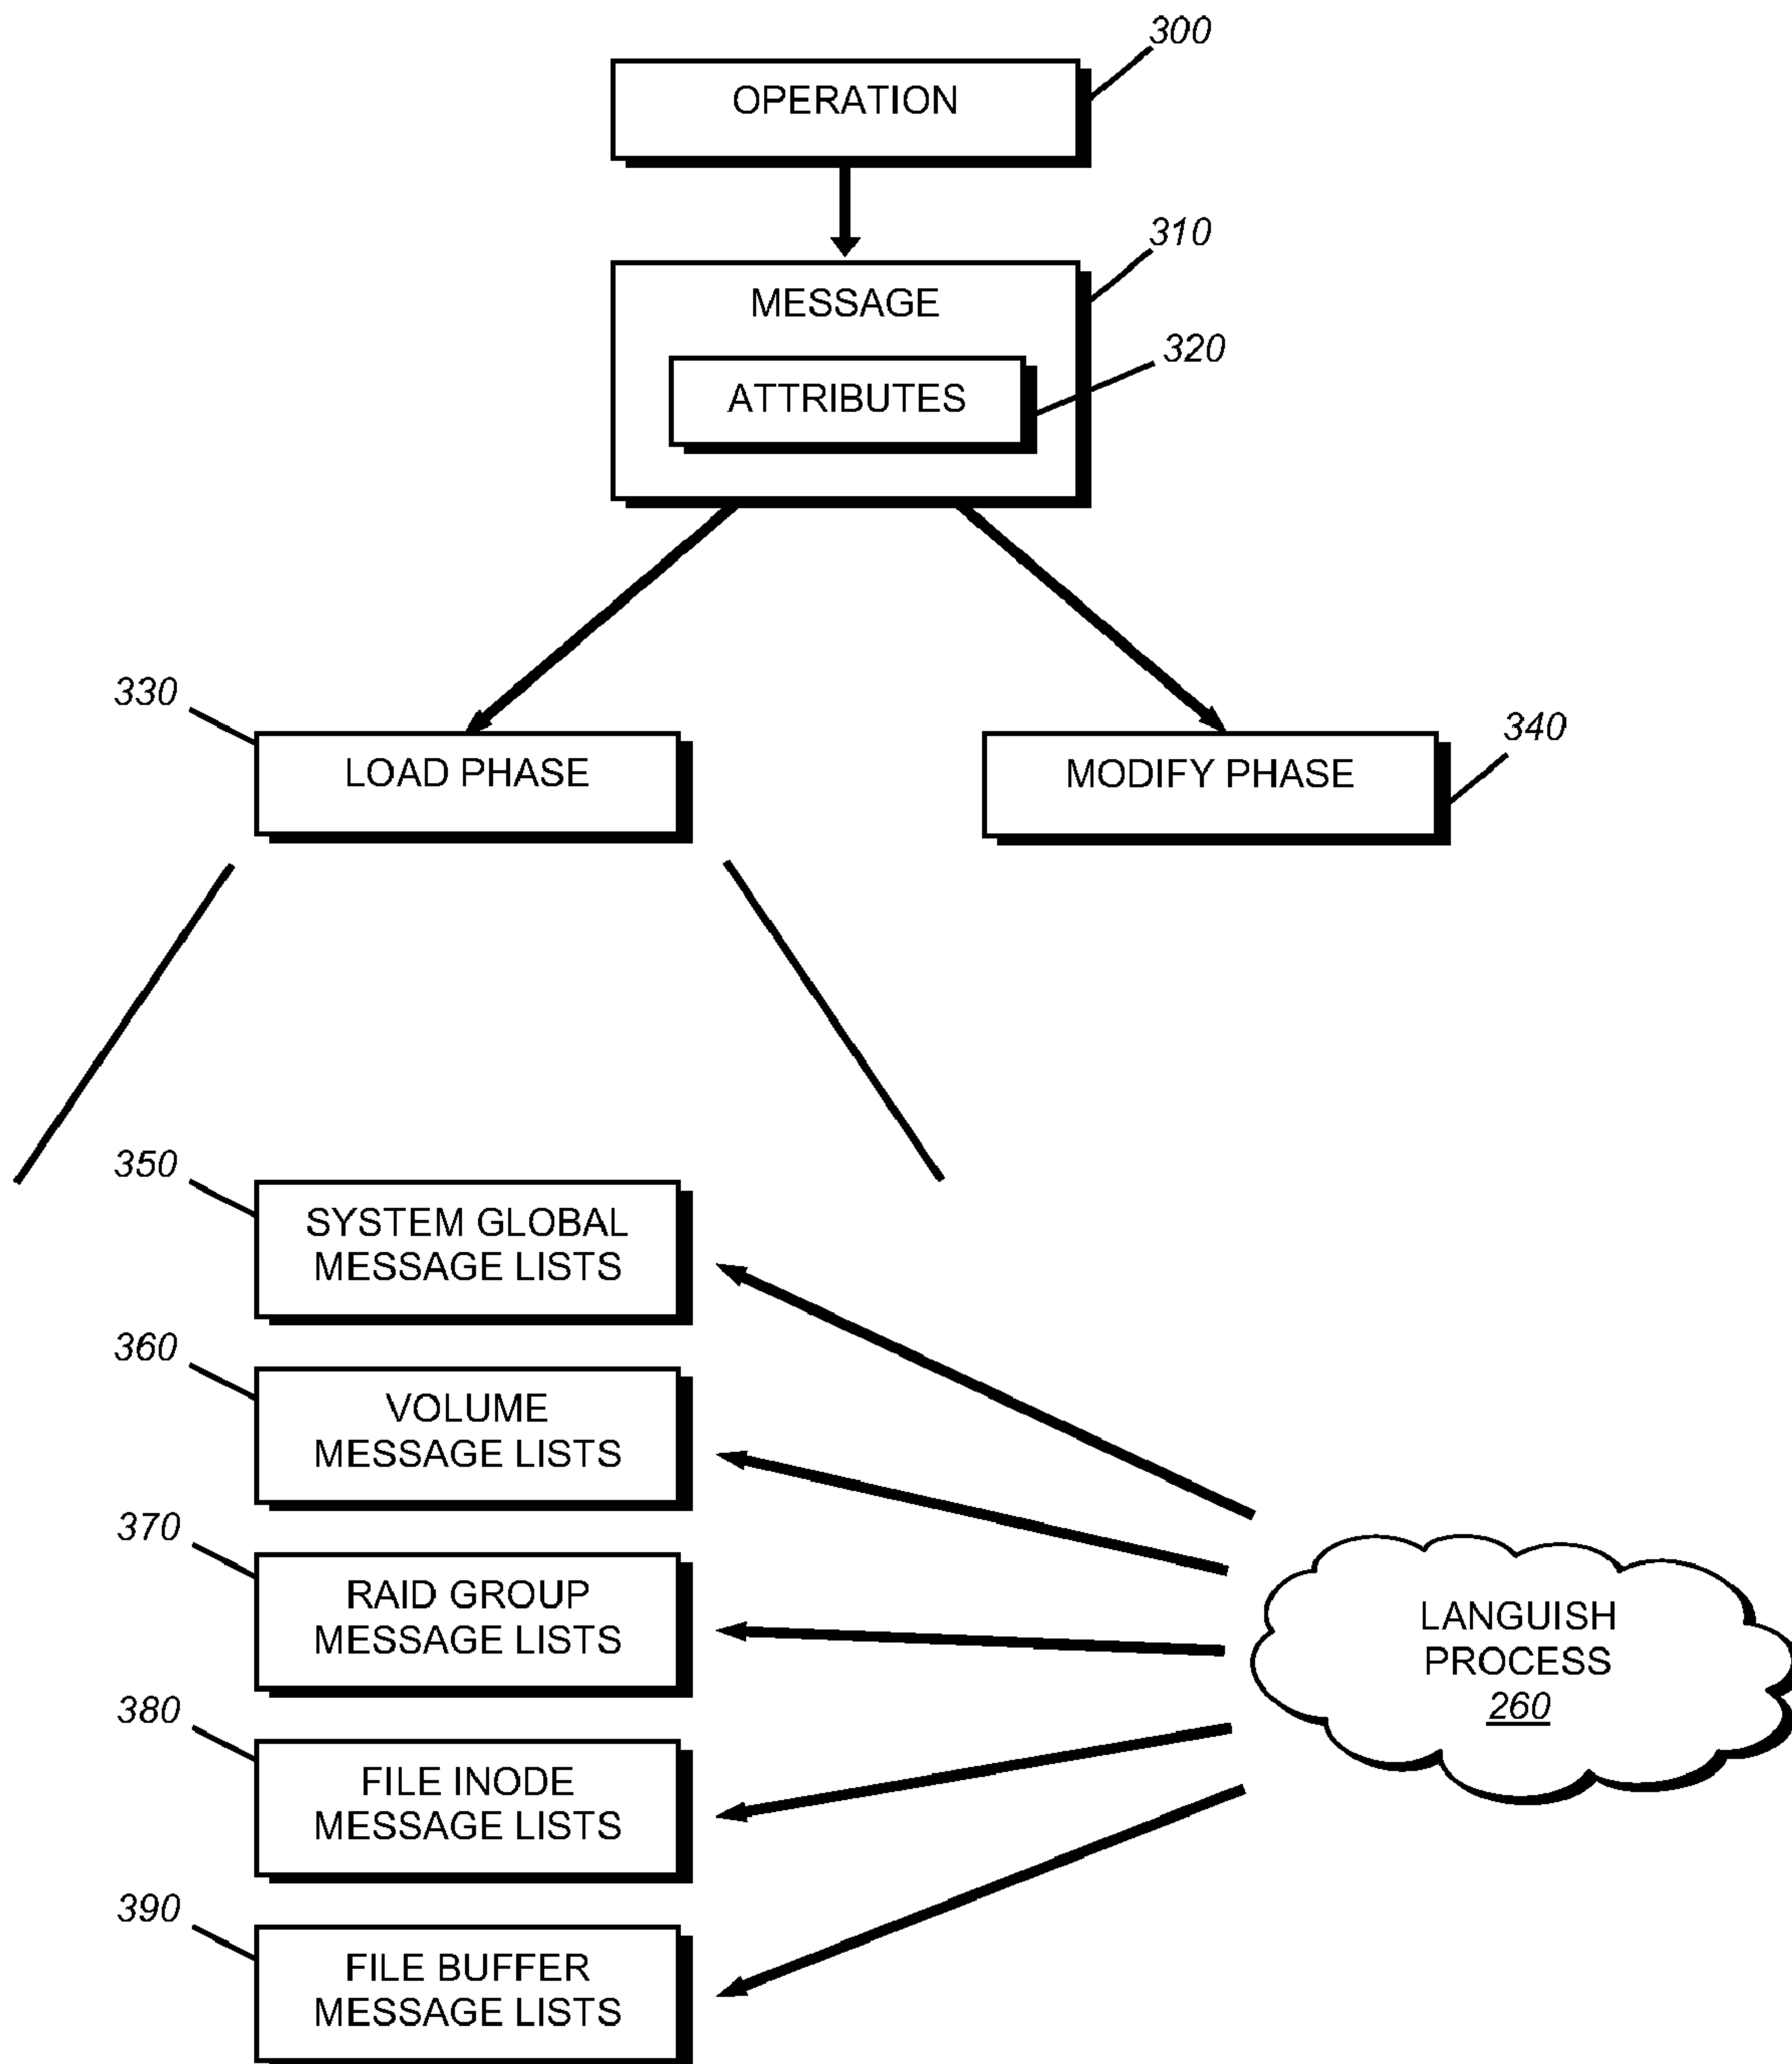 300
OPERATION
310
MESSAGE
320
ATTRIBUTES
330
LOAD PHASE
340
MODIFY PHASE
350
SYSTEM GLOBAL
MESSAGE LISTS
360
VOLUME
MESSAGE LISTS
370
RAID GROUP
MESSAGE LISTS
380
FILE INODE
MESSAGE LISTS
390
FILE BUFFER
MESSAGE LISTS
LANGUISH
PROCESS
260